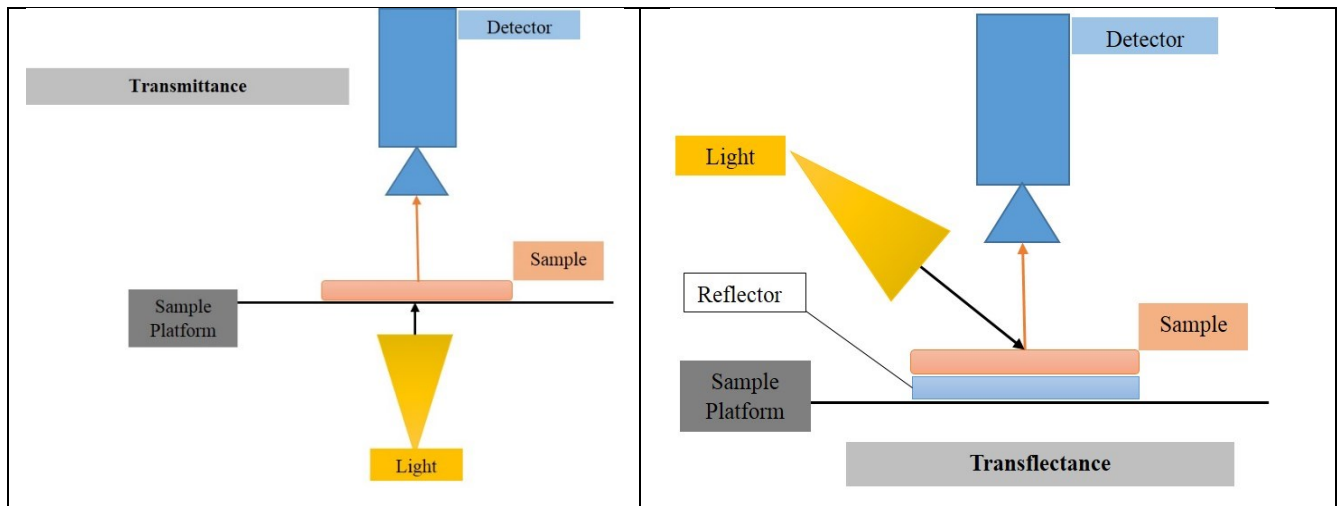 Detector
Transmittance
Sample
Sample
Platform
Light
Detector
Light
Reflector
Sample
Sample
Platform
Transflectance